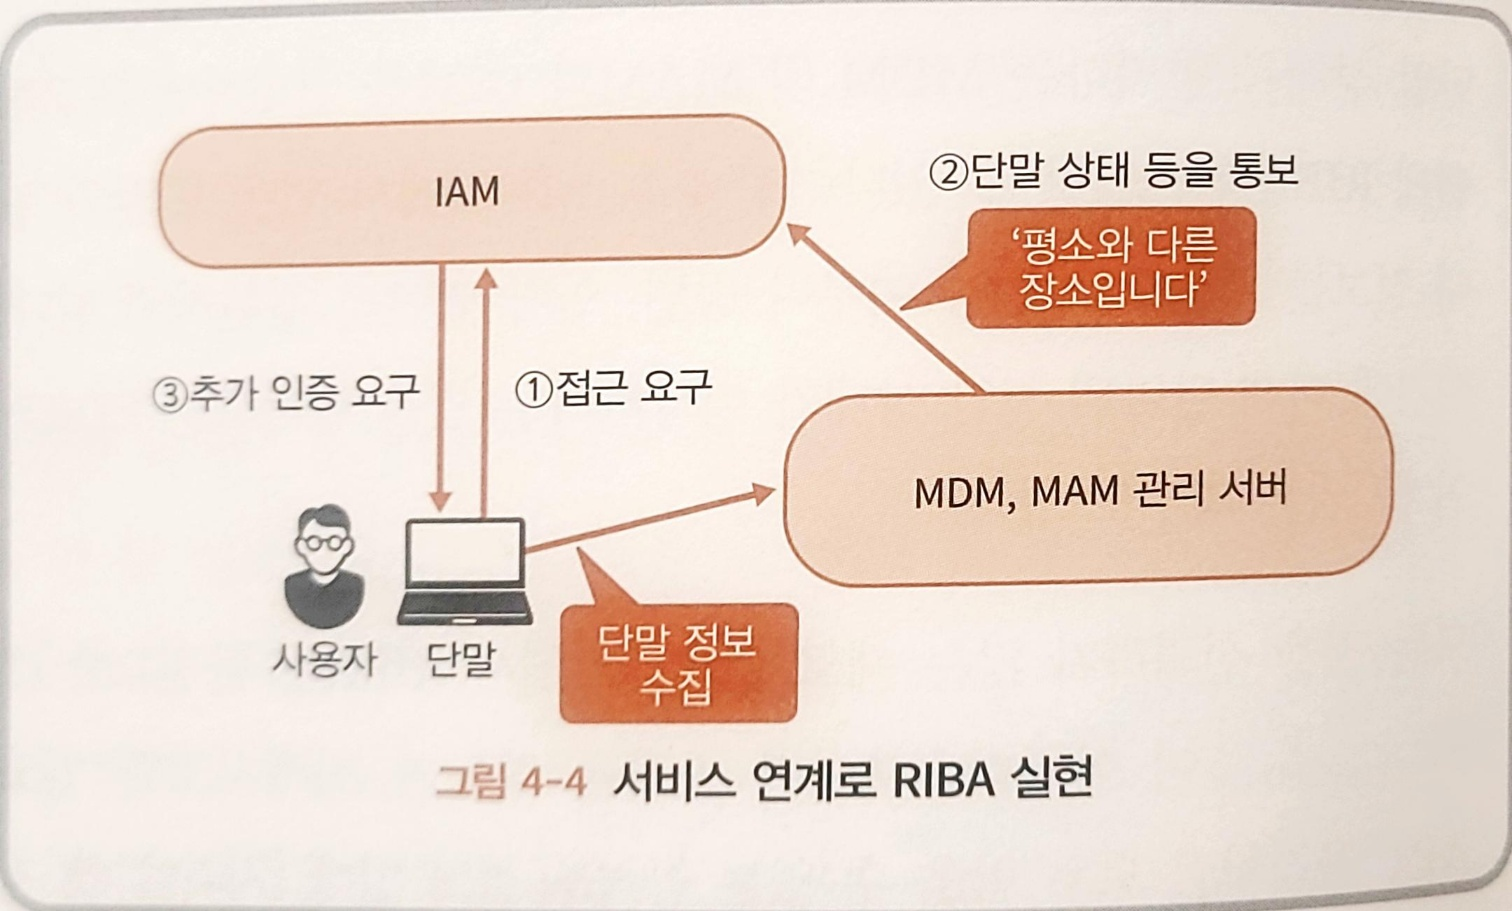 IAM
②단말 상태 등을 통보
‘평소와 다른
장소입니다’
③추가 인증 요구
①접근 요구
MDM, MAM 관리 서버
사용자
단말
단말 정보
수집
그림 4-4 서비스 연계로 RIBA 실현